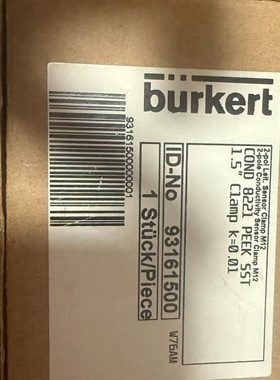 bürkert
2-pol Leit. Sensor Clamp M12
2-pole Conductivity Sensor Clamp M12
COND 8221 PEEK SST
1.5" Clamp k=0.01
ID-No 93161500
W76AM
1 Stück/Piece
93161500000001